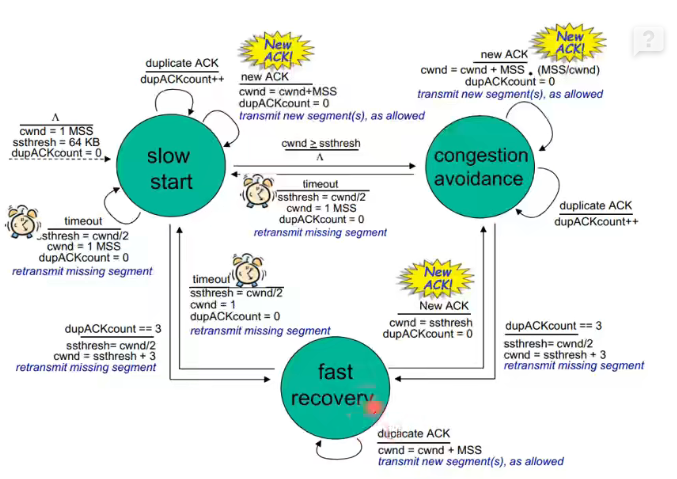 New
ACK!
duplicate ACK
dupACKcount++
new ACK
cwnd = cwnd+MSS
dupACKcount = 0
transmit new segment(s), as allowed
New
ACK!
new ACK
cwnd = cwnd + MSS • (MSS/cwnd)
dupACKcount = 0
transmit new segment(s), as allowed
?
Λ
cwnd = 1 MSS
ssthresh = 64 KB
dupACKcount = 0
slow
start
cwnd ≥ ssthresh
Λ
congestion
avoidance
timeout
ssthresh = cwnd/2
cwnd = 1 MSS
dupACKcount = 0
retransmit missing segment
timeout
ssthresh = cwnd/2
cwnd = 1 MSS
dupACKcount = 0
retransmit missing segment
duplicate ACK
dupACKcount++
timeout
ssthresh = cwnd/2
cwnd = 1
dupACKcount = 0
retransmit missing segment
New
ACK!
New ACK
cwnd = ssthresh
dupACKcount = 0
dupACKcount == 3
ssthresh= cwnd/2
cwnd = ssthresh + 3
retransmit missing segment
dupACKcount == 3
ssthresh= cwnd/2
cwnd = ssthresh + 3
retransmit missing segment
fast
recovery
duplicate ACK
cwnd = cwnd + MSS
transmit new segment(s), as allowed